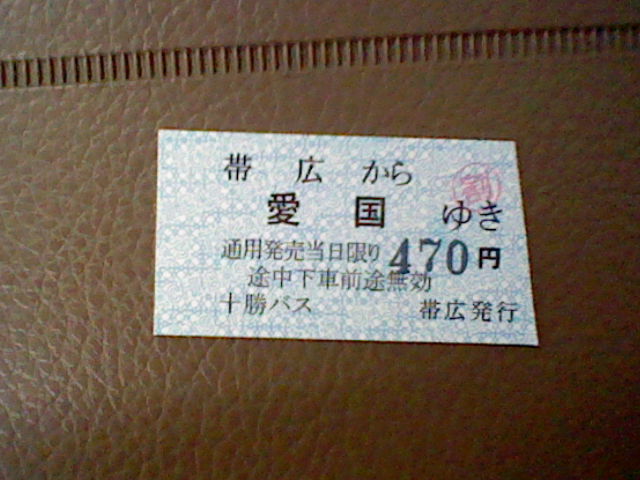 帯広から
割
愛国ゆき
通用発売当日限り 470円
途中下車前途無効
十勝バス 帯広発行